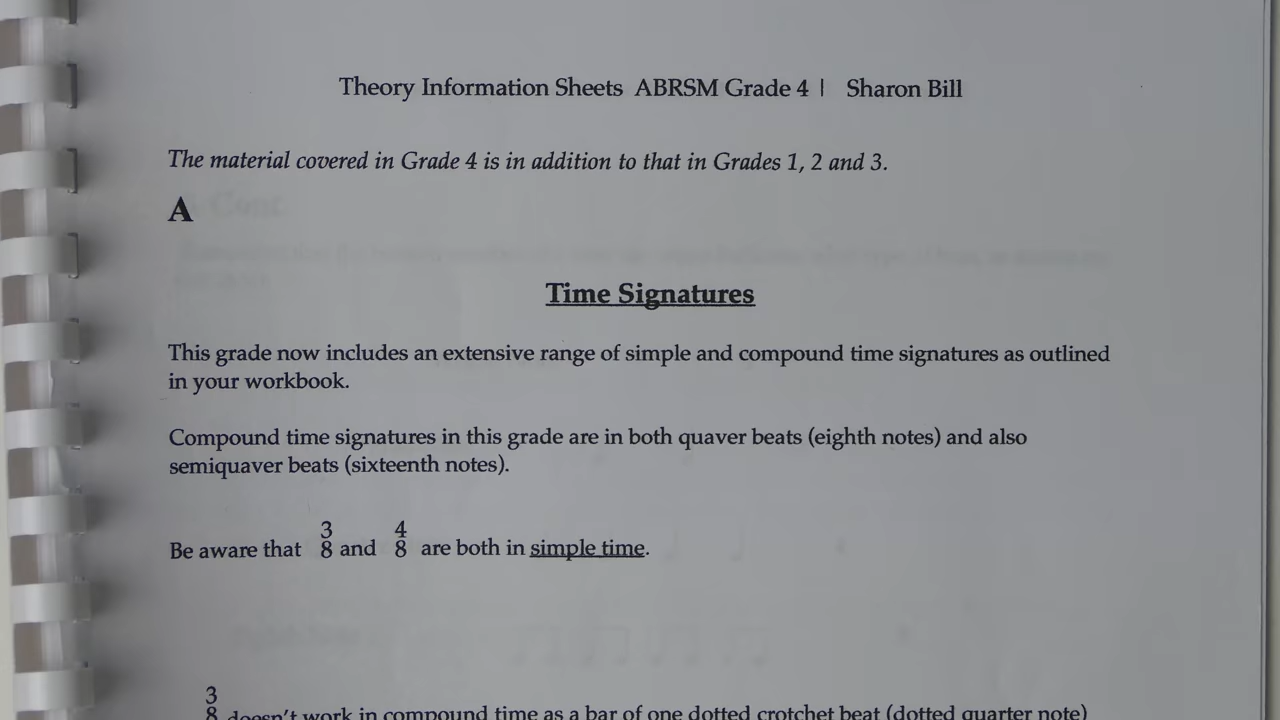 Theory Information Sheets ABRSM Grade 4 | Sharon Bill
The material covered in Grade 4 is in addition to that in Grades 1, 2 and 3.
A
Time Signatures
This grade now includes an extensive range of simple and compound time signatures as outlined
in your workbook.
Compound time signatures in this grade are in both quaver beats (eighth notes) and also
semiquaver beats (sixteenth notes).
Be aware that 3/8 and 4/8 are both in simple time.
3/8 doesn't work in compound time as a bar of one dotted crotchet beat (dotted quarter note)